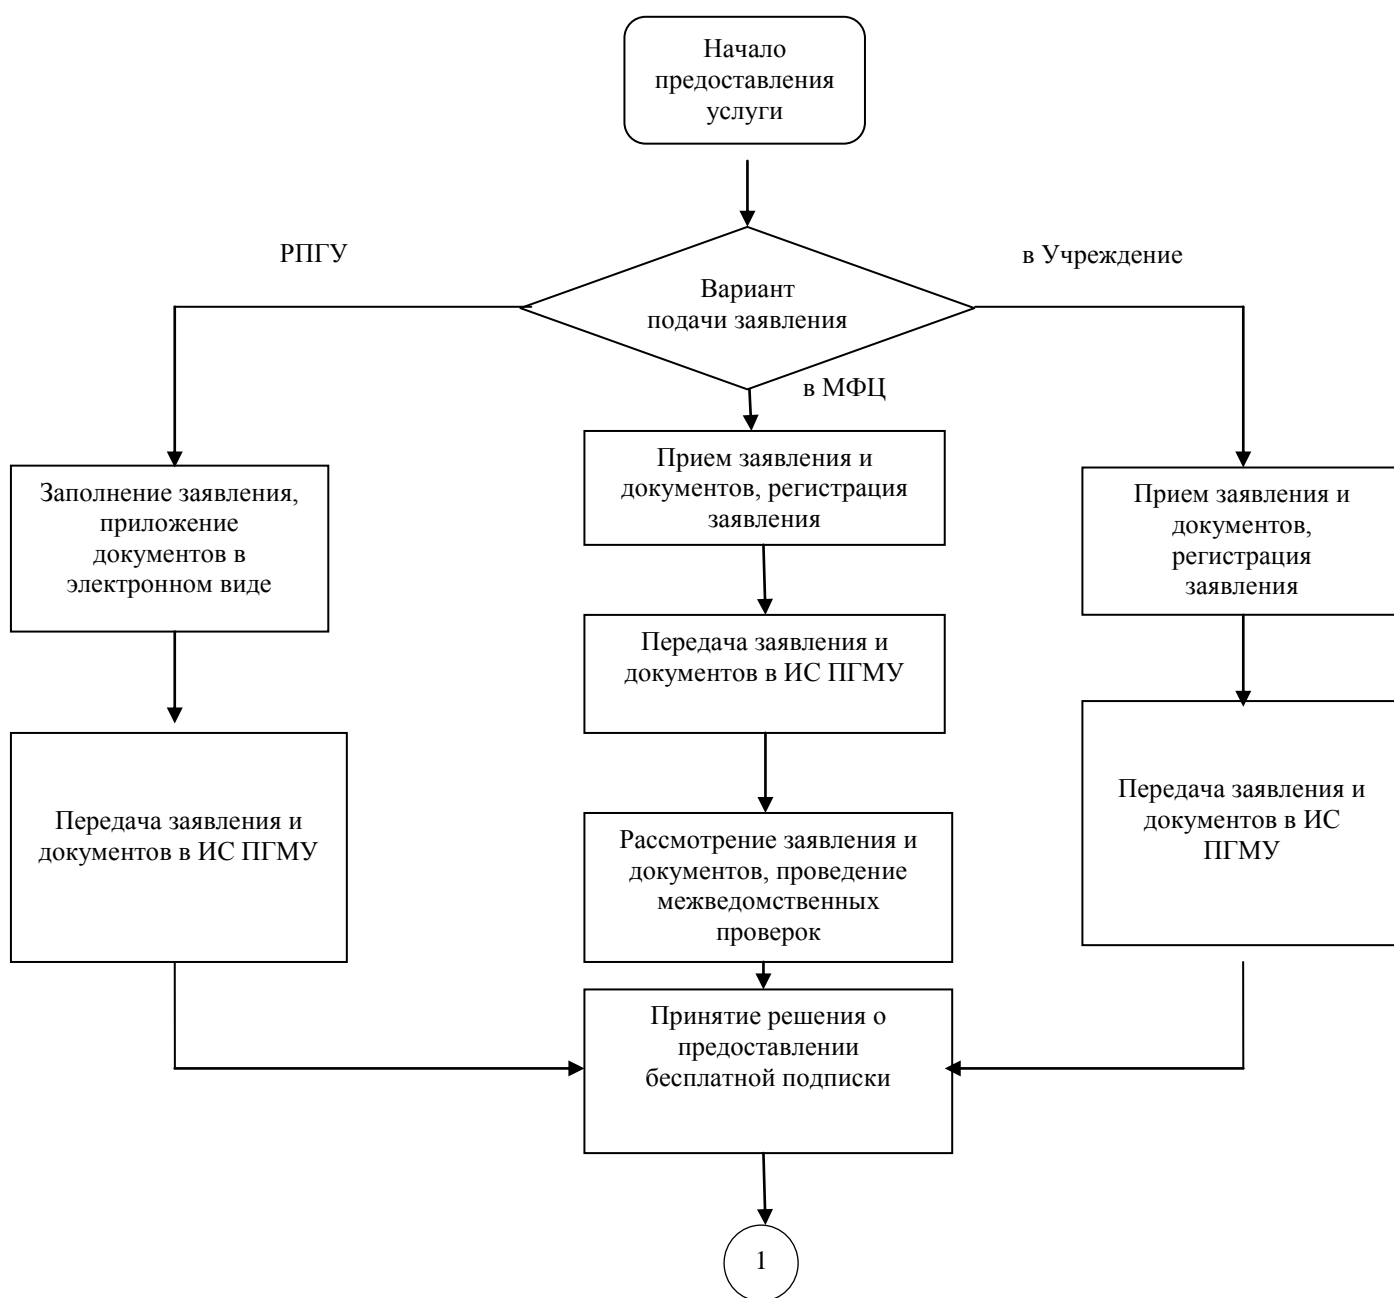 Начало
предоставления
услуги
РПГУ
в Учреждение
Вариант
подачи заявления
в МФЦ
Заполнение заявления,
приложение
документов в
электронном виде
Прием заявления и
документов, регистрация
заявления
Прием заявления и
документов,
регистрация
заявления
Передача заявления и
документов в ИС ПГМУ
Передача заявления и
документов в ИС ПГМУ
Передача заявления и
документов в ИС
ПГМУ
Рассмотрение заявления и
документов, проведение
межведомственных
проверок
Принятие решения о
предоставлении
бесплатной подписки
1